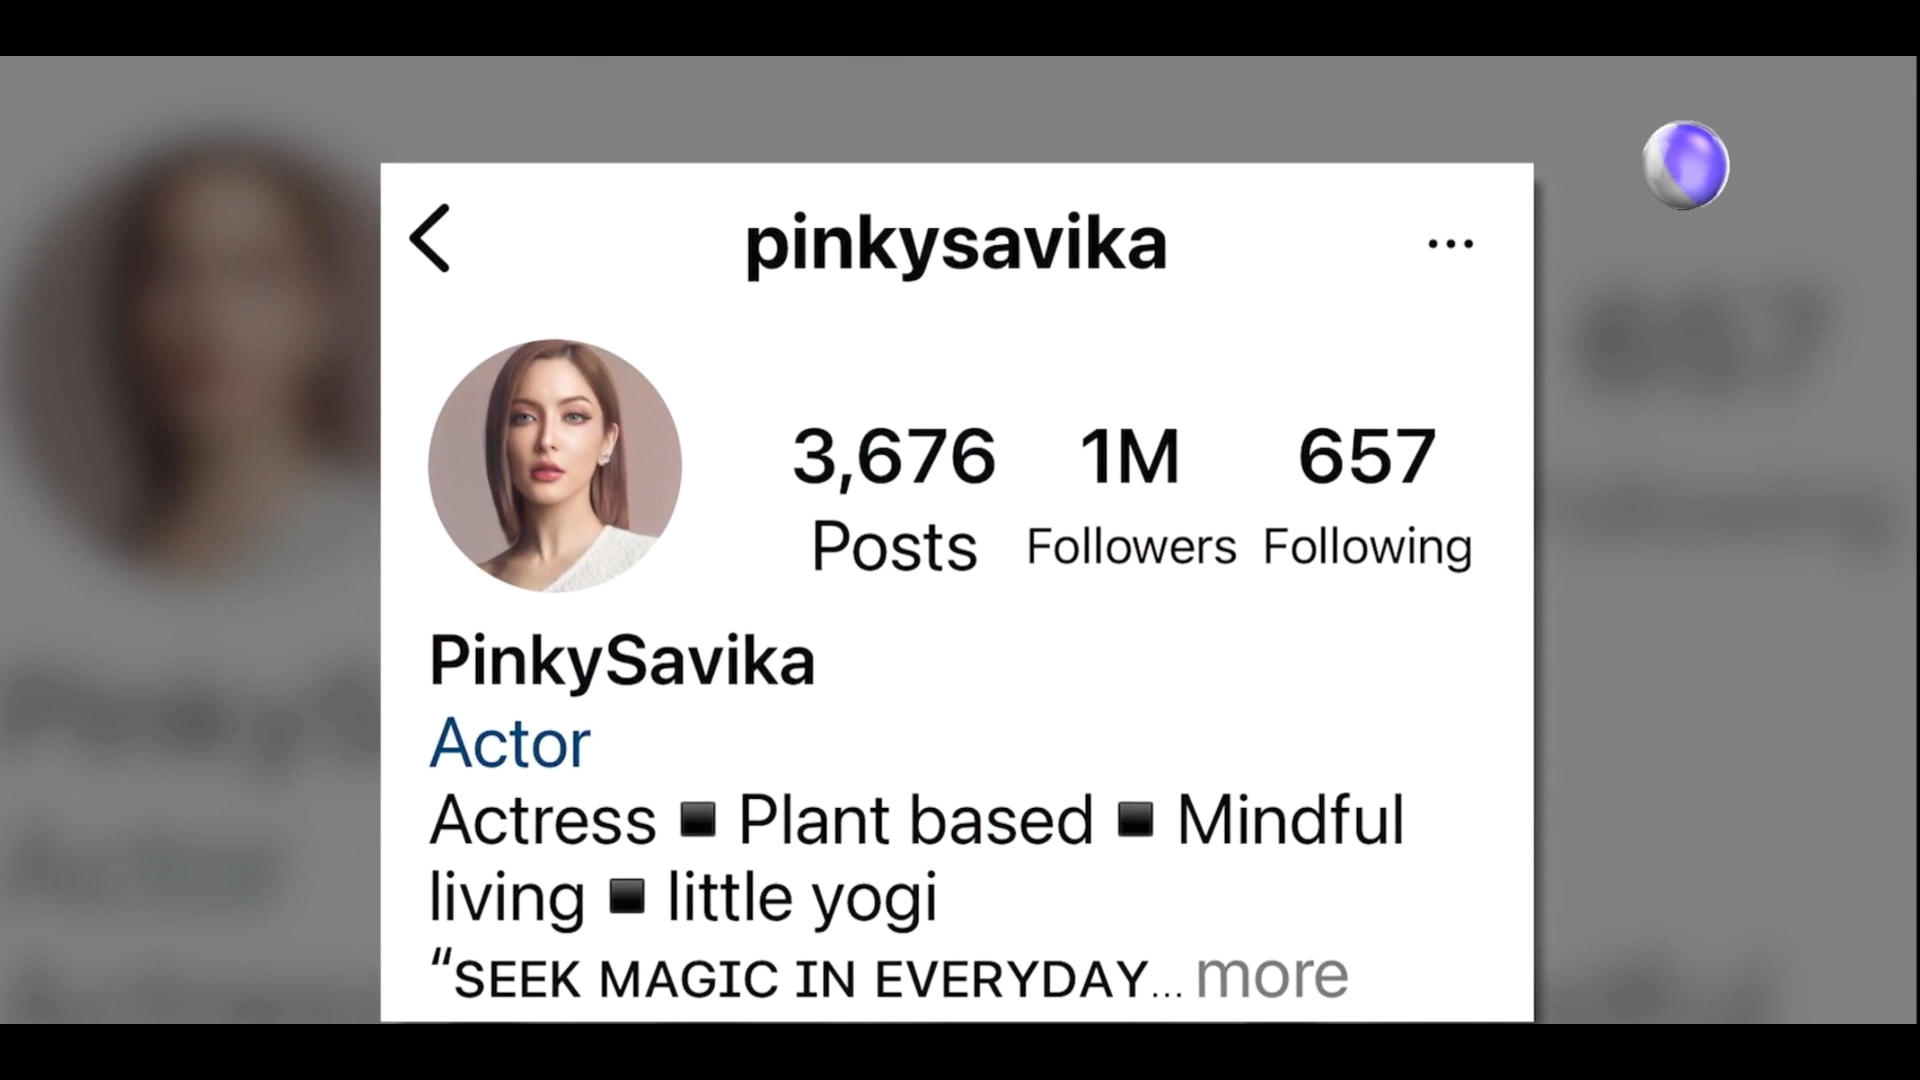 pinkysavika
3,676 1M 657
Posts Followers Following
PinkySavika
Actor
Actress ▪️ Plant based ▪️ Mindful
living ▪️ little yogi
“SEEK MAGIC IN EVERYDAY... more